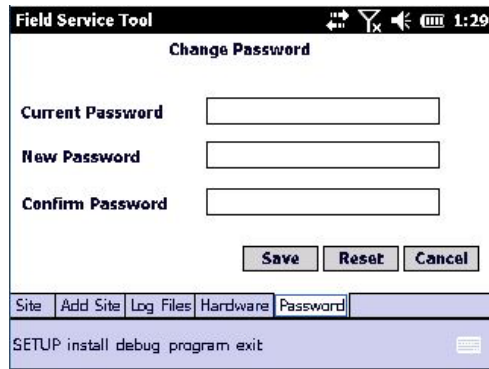 Field Service Tool 1:29
Change Password
Current Password
New Password
Confirm Password
Save Reset Cancel
Site Add Site Log Files Hardware Password
SETUP install debug program exit